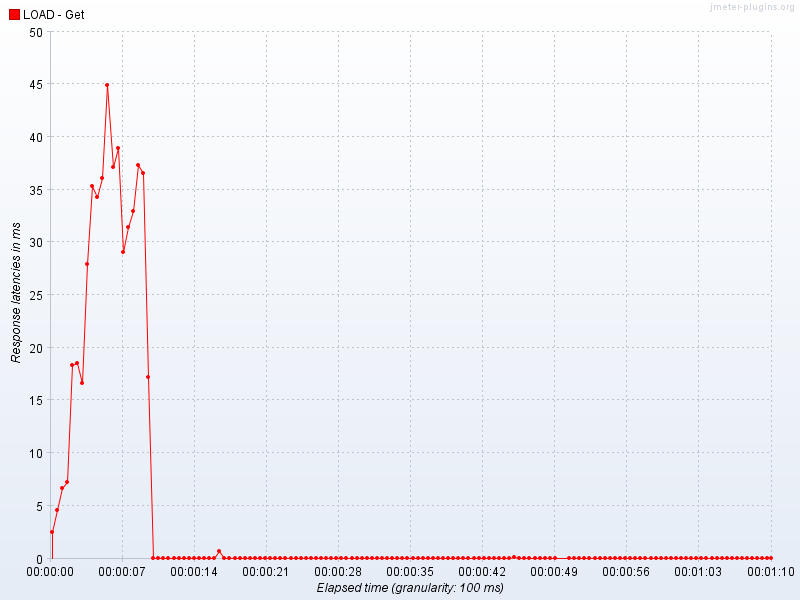 jmeter-plugins.org
LOAD - Get
50
45
40
35
30
25
20
15
10
5
0
Response latencies in ms
00:00:00 00:00:07 00:00:14 00:00:21 00:00:28 00:00:35 00:00:42 00:00:49 00:00:56 00:01:03 00:01:10
Elapsed time (granularity: 100 ms)